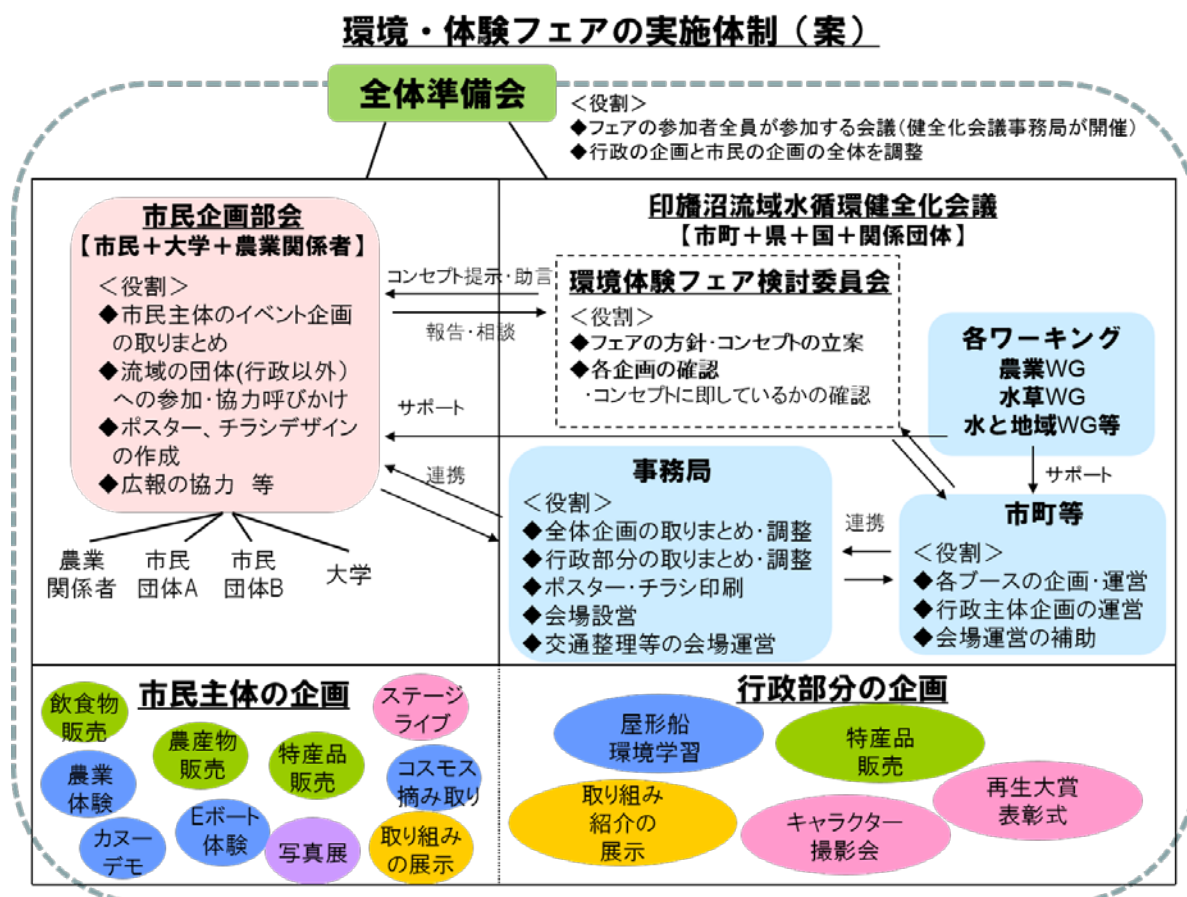 環境・体験フェアの実施体制（案）
全体準備会
＜役割＞
◆フェアの参加者全員が参加する会議（健全化会議事務局が開催）
◆行政の企画と市民の企画の全体を調整
市民企画部会
【市民＋大学＋農業関係者】
＜役割＞
◆市民主体のイベント企画
の取りまとめ
◆流域の団体(行政以外）
への参加・協力呼びかけ
◆ポスター、チラシデザイン
の作成
◆広報の協力　等
農業
関係者
市民
団体A
市民
団体B
大学
コンセプト提示・助言
報告・相談
サポート
連携
印旛沼流域水循環健全化会議
【市町＋県＋国＋関係団体】
環境体験フェア検討委員会
＜役割＞
◆フェアの方針・コンセプトの立案
◆各企画の確認
・コンセプトに即しているかの確認
各ワーキング
農業WG
水草WG
水と地域WG等
サポート
事務局
＜役割＞
◆全体企画の取りまとめ・調整
◆行政部分の取りまとめ・調整
◆ポスター・チラシ印刷
◆会場設営
◆交通整理等の会場運営
連携
市町等
＜役割＞
◆各ブースの企画・運営
◆行政主体企画の運営
◆会場運営の補助
市民主体の企画
飲食物
販売
農産物
販売
特産品
販売
ステージ
ライブ
農業
体験
コスモス
摘み取り
カヌー
デモ
Eボート
体験
写真展
取り組み
の展示
行政部分の企画
屋形船
環境学習
特産品
販売
取り組み
紹介の
展示
キャラクター
撮影会
再生大賞
表彰式